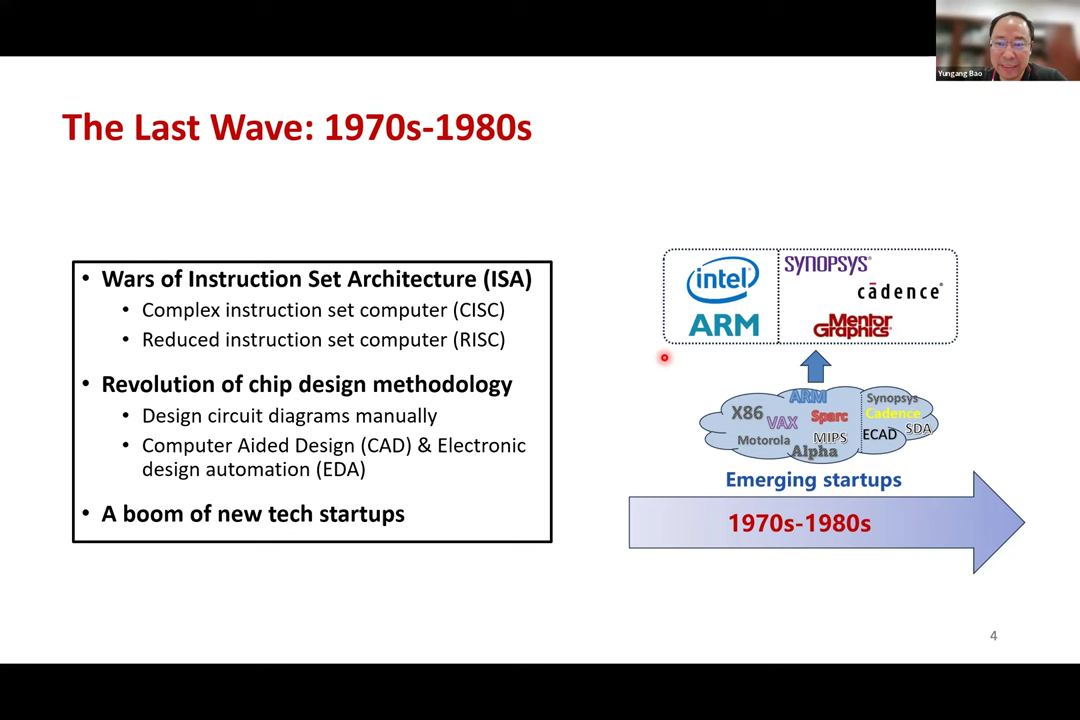 Yungang Bao
The Last Wave: 1970s-1980s
• Wars of Instruction Set Architecture (ISA)
• Complex instruction set computer (CISC)
• Reduced instruction set computer (RISC)
• Revolution of chip design methodology
• Design circuit diagrams manually
• Computer Aided Design (CAD) & Electronic
design automation (EDA)
• A boom of new tech startups
intel
ARM
SYNOPSYS®
cādence®
Mentor
Graphics®
ARM
X86
VAX
Sparc
Motorola
MIPS
Alpha
Synopsys
Cadence
SDA
ECAD
Emerging startups
1970s-1980s
4